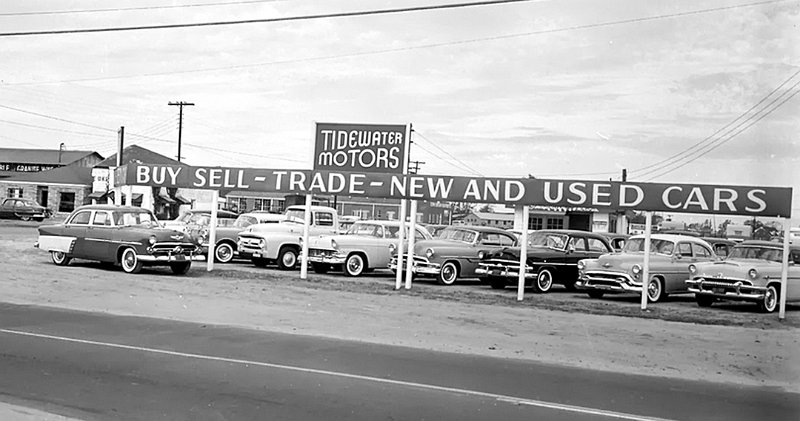 TIDEWATER
MOTORS
BUY SELL - TRADE - NEW AND USED CARS